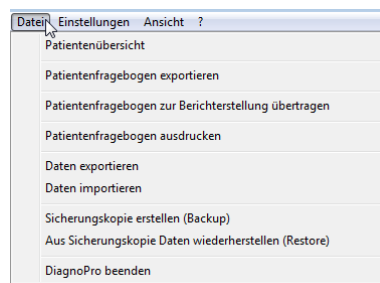 Datei Einstellungen Ansicht ?
Patientenübersicht
Patientenfragebogen exportieren
Patientenfragebogen zur Berichterstellung übertragen
Patientenfragebogen ausdrucken
Daten exportieren
Daten importieren
Sicherungskopie erstellen (Backup)
Aus Sicherungskopie Daten wiederherstellen (Restore)
DiagnoPro beenden